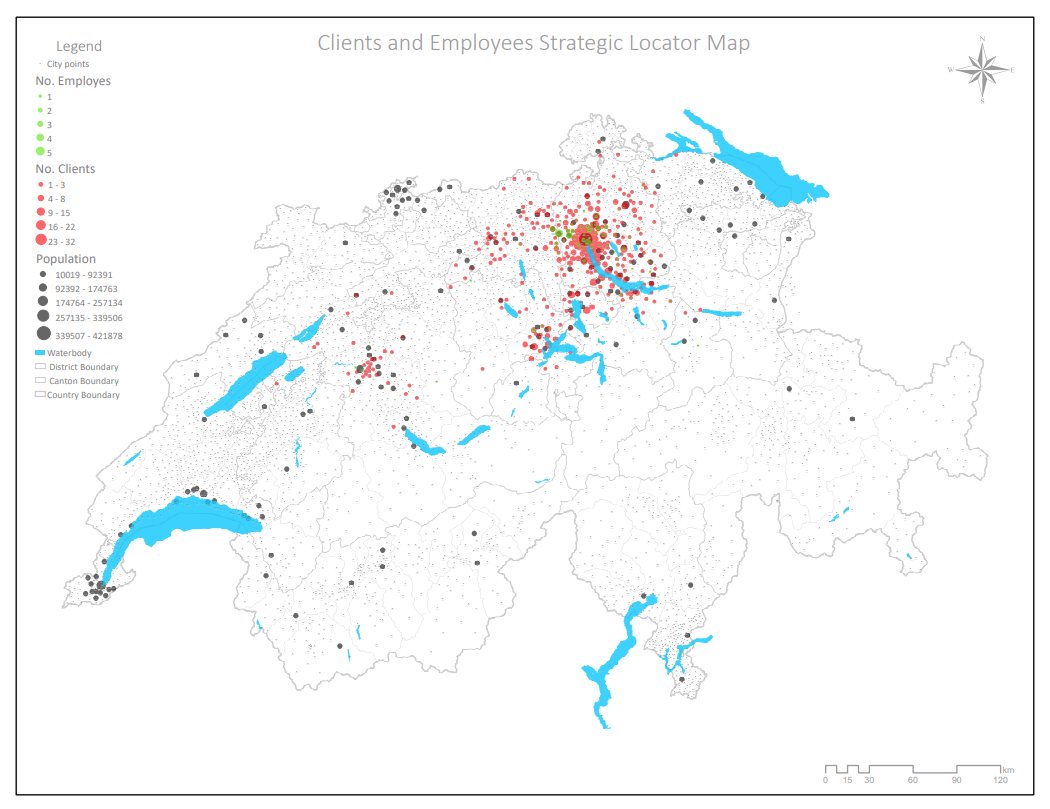 Clients and Employees Strategic Locator Map
N
W E
S
Legend
City points
No. Employes
1
2
3
4
5
No. Clients
1 - 3
4 - 8
9 - 15
16 - 22
23 - 32
Population
10019 - 92391
92392 - 174763
174764 - 257134
257135 - 339506
339507 - 421878
Waterbody
District Boundary
Canton Boundary
Country Boundary
km
0 15 30 60 90 120